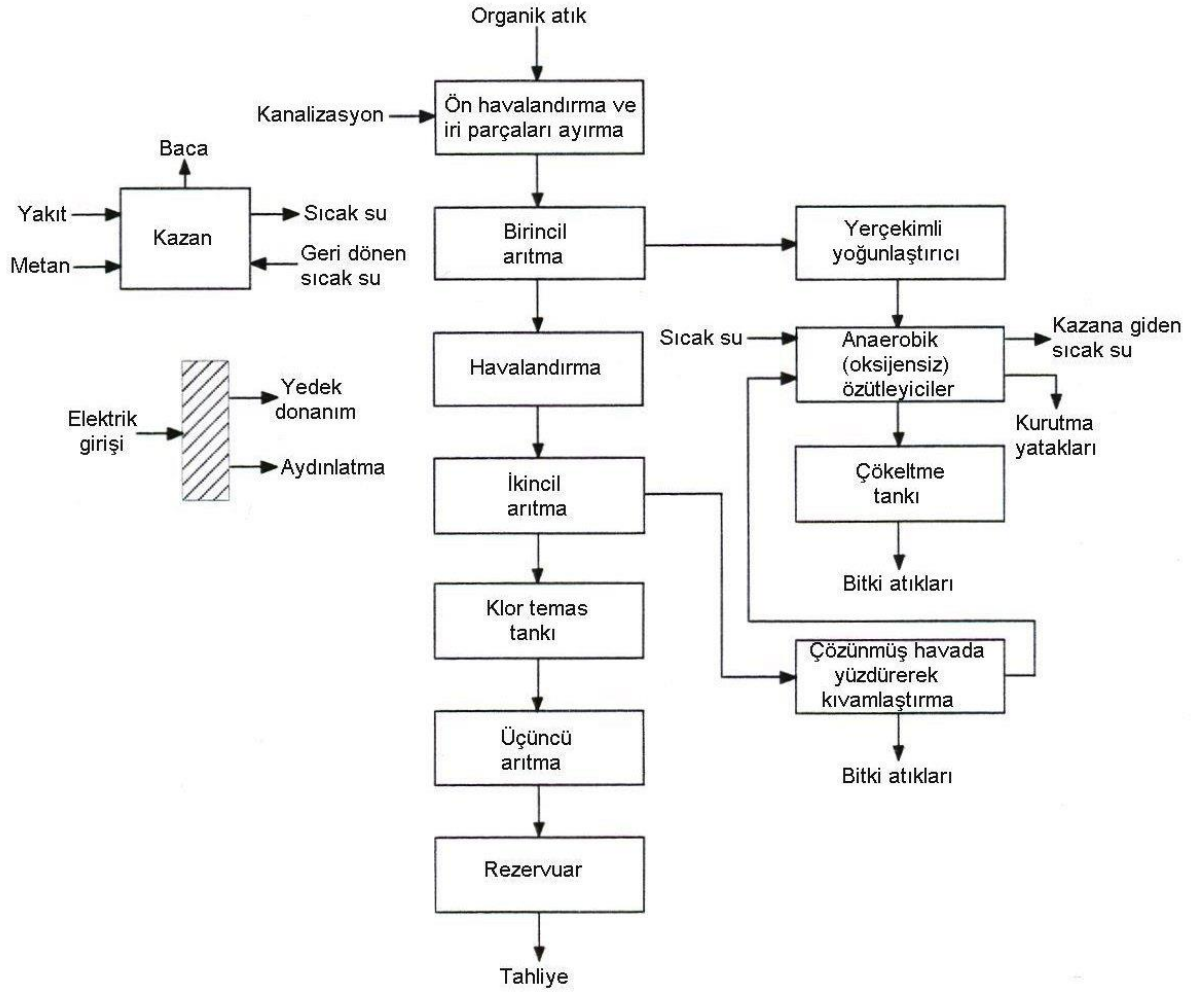 Organik atık
Kanalizasyon
Ön havalandırma ve
iri parçaları ayırma
Baca
Yakıt
Metan
Kazan
Sıcak su
Geri dönen
sıcak su
Birincil
arıtma
Yerçekimli
yoğunlaştırıcı
Havalandırma
Sıcak su
Anaerobik
(oksijensiz)
özütleyiciler
Kazana giden
sıcak su
Kurutma
yatakları
Elektrik
girişi
Yedek
donanım
Aydınlatma
İkincil
arıtma
Çökeltme
tankı
Bitki atıkları
Klor temas
tankı
Çözünmüş havada
yüzdürerek
kıvamlaştırma
Bitki atıkları
Üçüncü
arıtma
Rezervuar
Tahliye